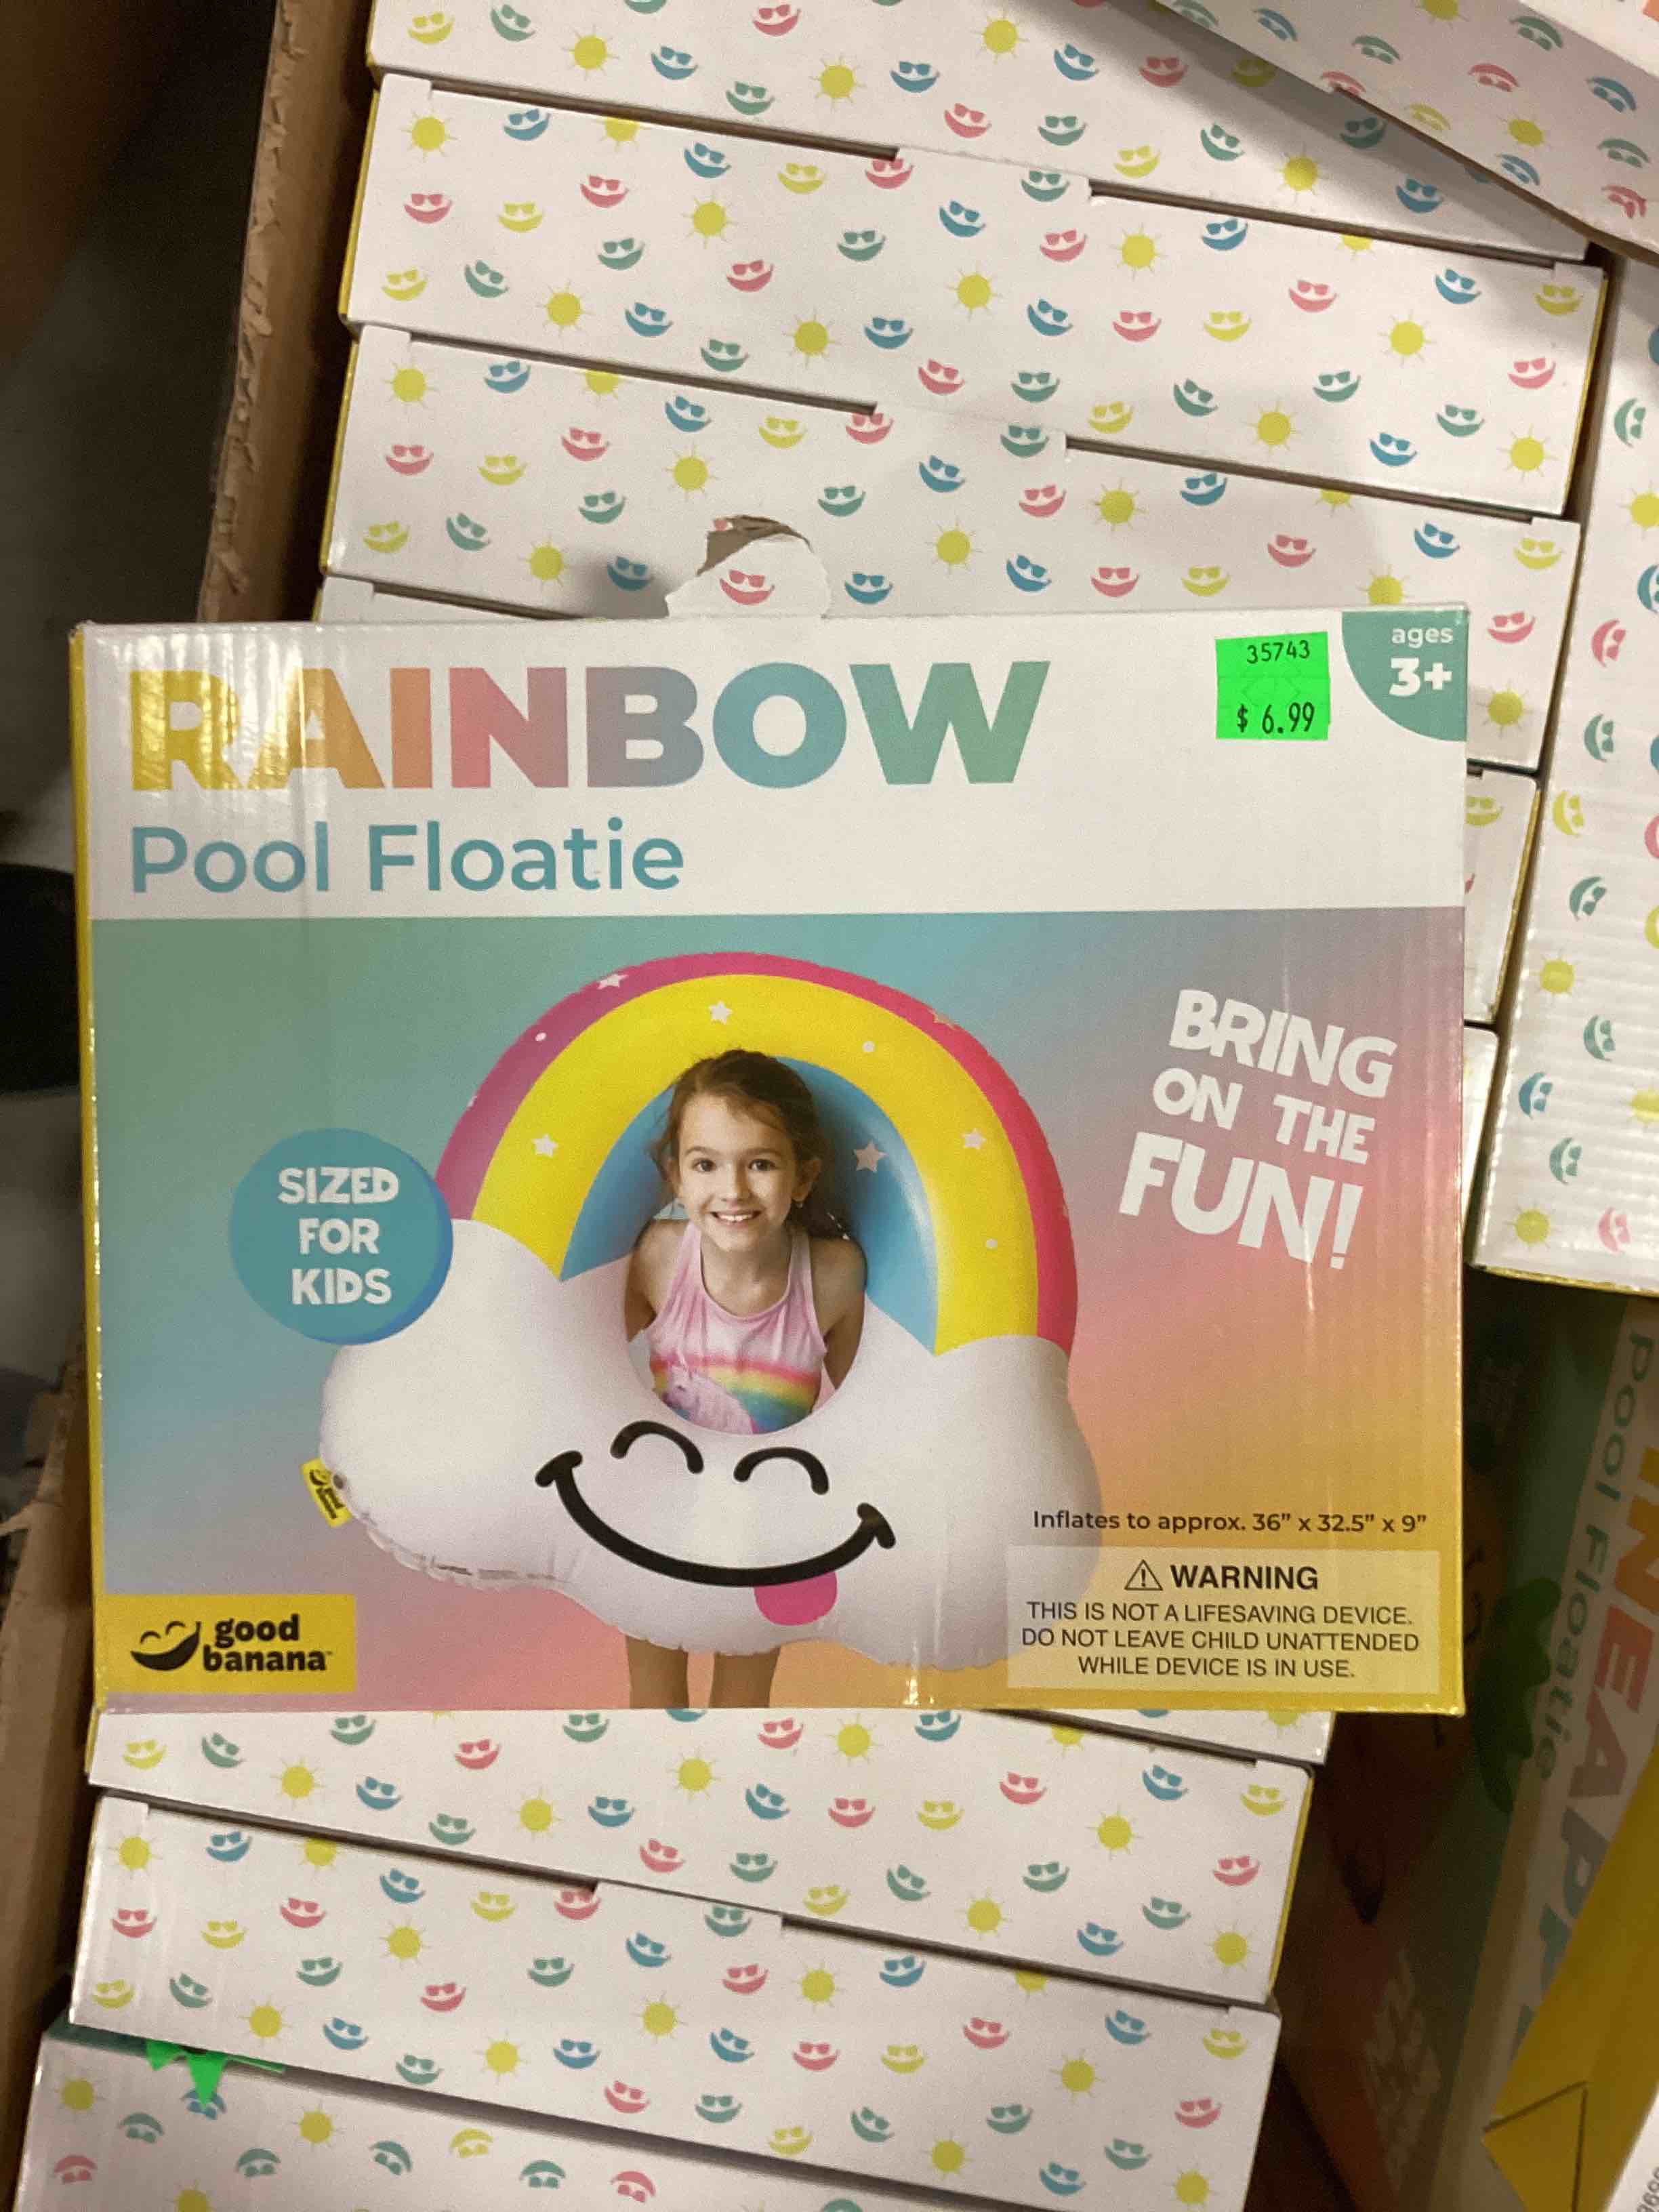 RAINBOW
Pool Floatie
35743
$ 6.99
ages
3+
SIZED
FOR
KIDS
BRING
ON THE
FUN!
Inflates to approx. 36” x 32.5” x 9”
⚠ WARNING
THIS IS NOT A LIFESAVING DEVICE.
DO NOT LEAVE CHILD UNATTENDED
WHILE DEVICE IS IN USE.
good
banana™
good
banana
Pool Floatie